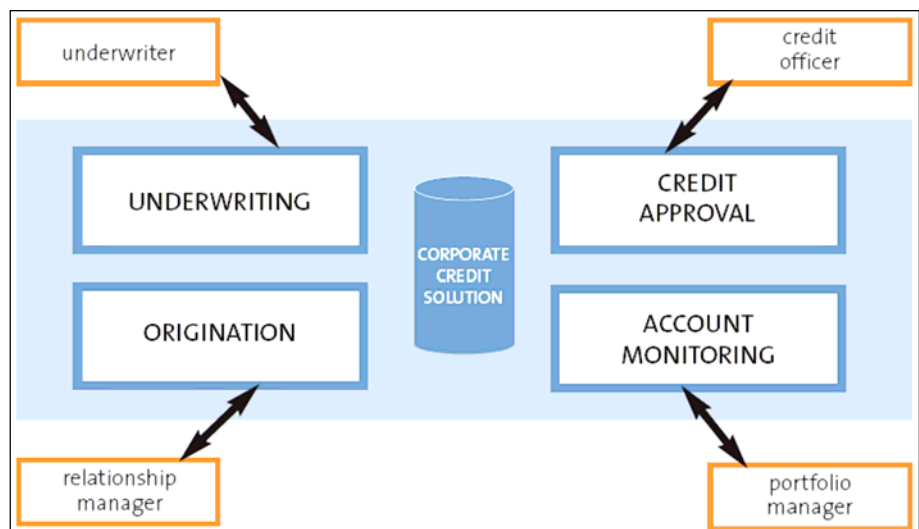 underwriter
credit
officer
UNDERWRITING
CREDIT
APPROVAL
CORPORATE
CREDIT
SOLUTION
ORIGINATION
ACCOUNT
MONITORING
relationship
manager
portfolio
manager